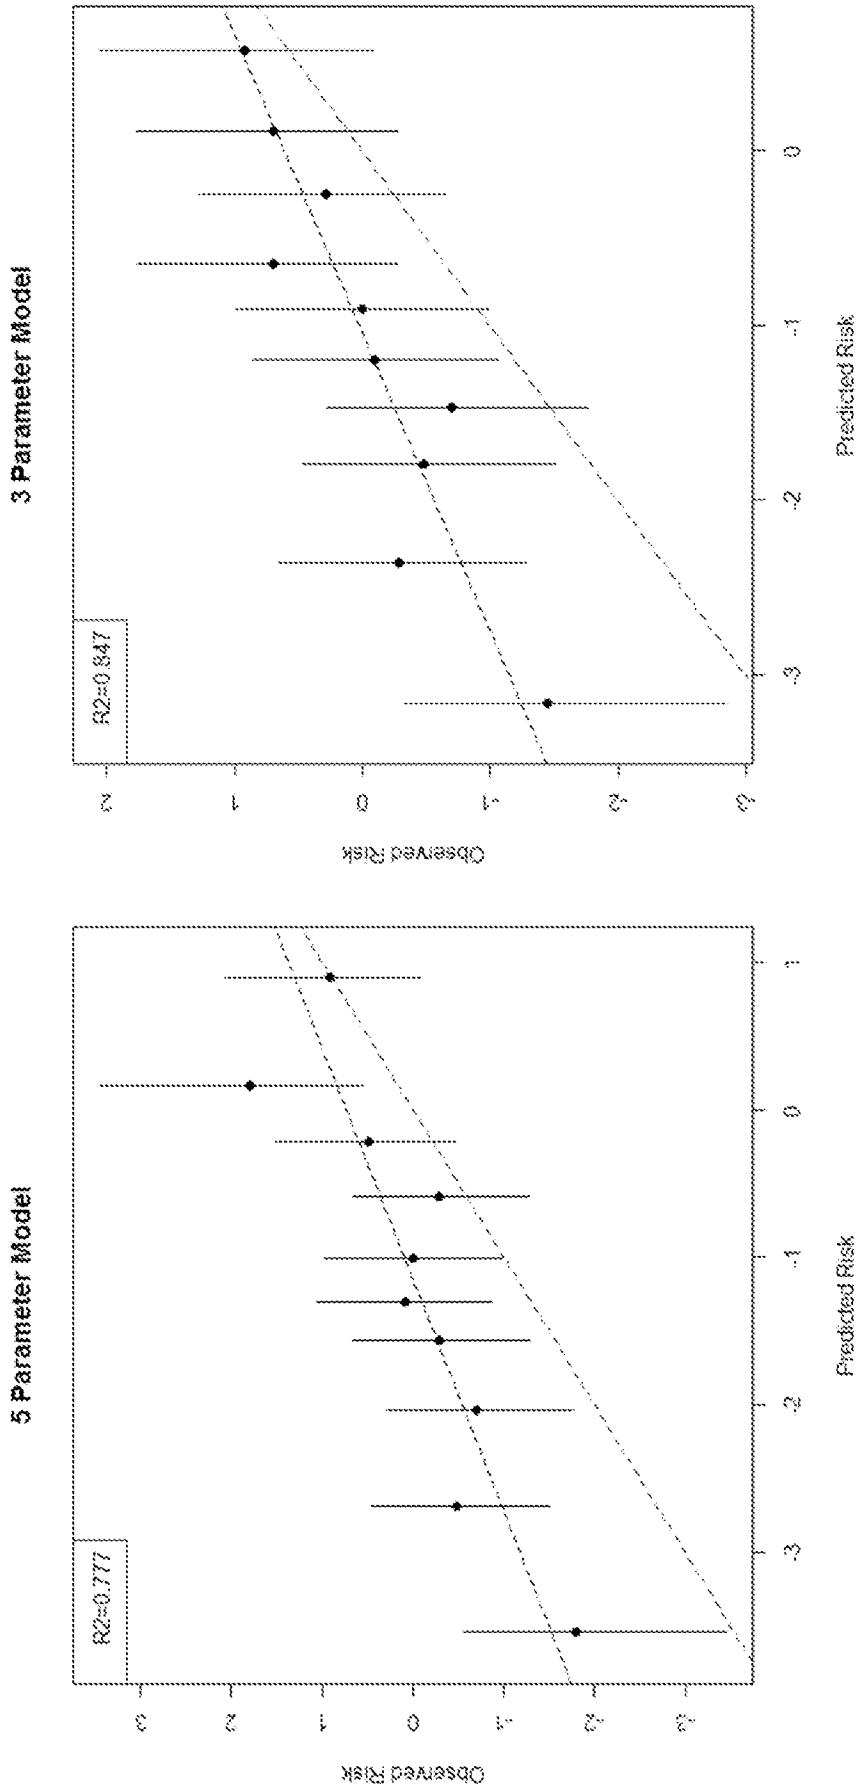 5 Parameter Model
R2=0.777
Observed Risk
3
2
1
0
-1
-2
-3
-3
-2
-1
0
1
Predicted Risk
3 Parameter Model
R2=0.847
Observed Risk
2
1
0
-1
-2
-3
-3
-2
-1
0
Predicted Risk